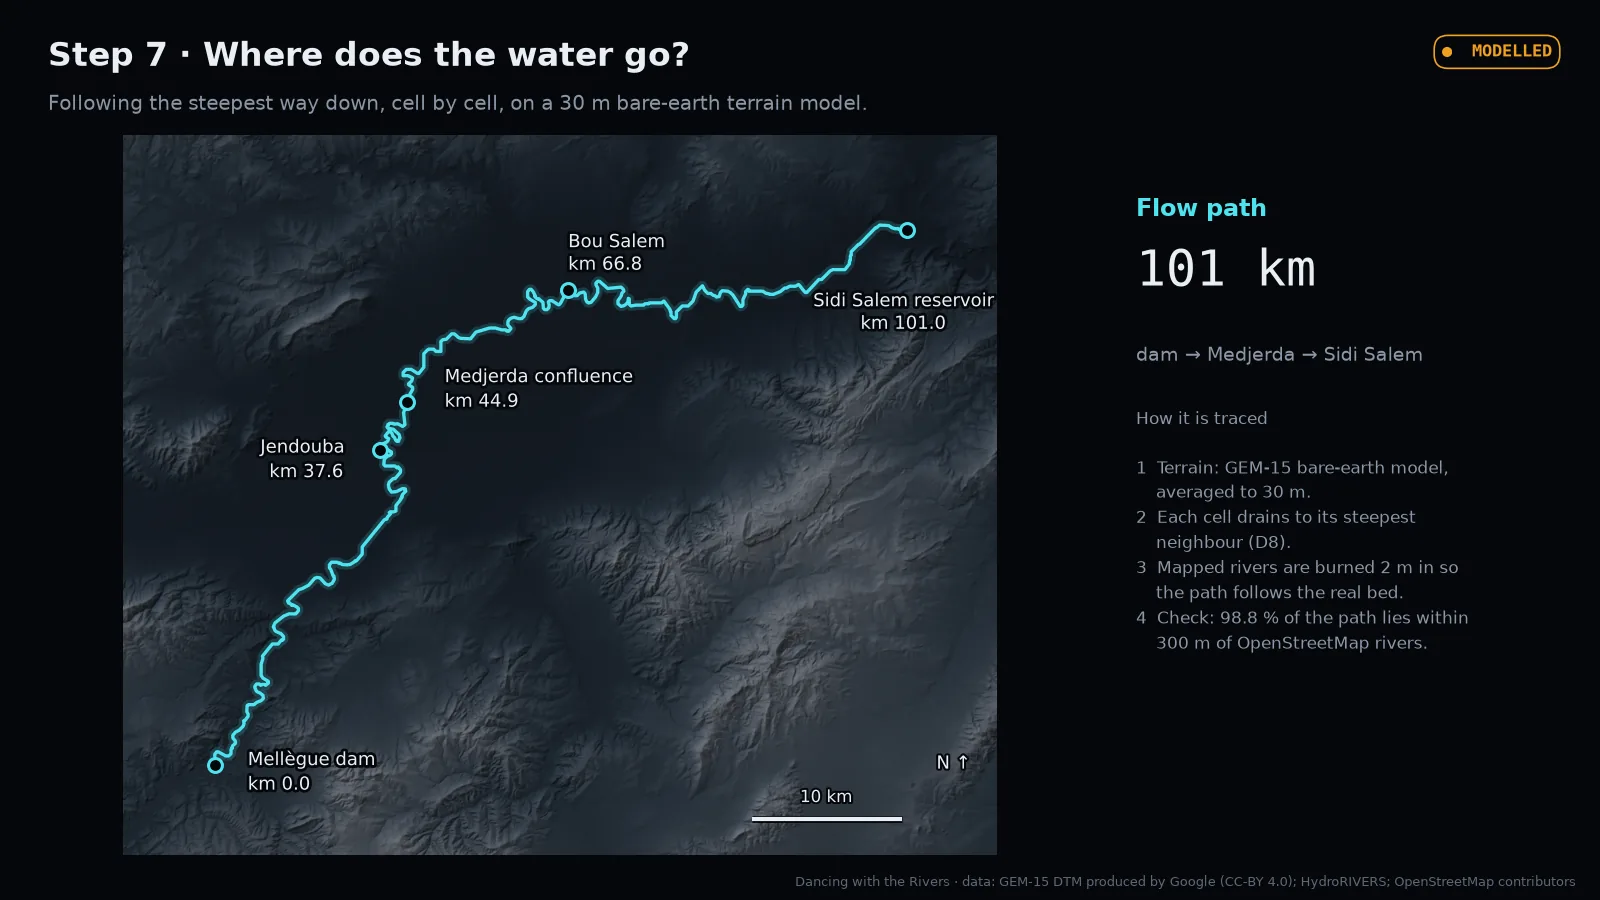 Step 7 · Where does the water go?
MODELLED
Following the steepest way down, cell by cell, on a 30 m bare-earth terrain model.
Bou Salem
km 66.8
Sidi Salem reservoir
km 101.0
Medjerda confluence
km 44.9
Jendouba
km 37.6
Mellègue dam
km 0.0
N ↑
10 km
Flow path
101 km
dam → Medjerda → Sidi Salem
How it is traced
1 Terrain: GEM-15 bare-earth model,
averaged to 30 m.
2 Each cell drains to its steepest
neighbour (D8).
3 Mapped rivers are burned 2 m in so
the path follows the real bed.
4 Check: 98.8 % of the path lies within
300 m of OpenStreetMap rivers.
Dancing with the Rivers · data: GEM-15 DTM produced by Google (CC-BY 4.0); HydroRIVERS; OpenStreetMap contributors